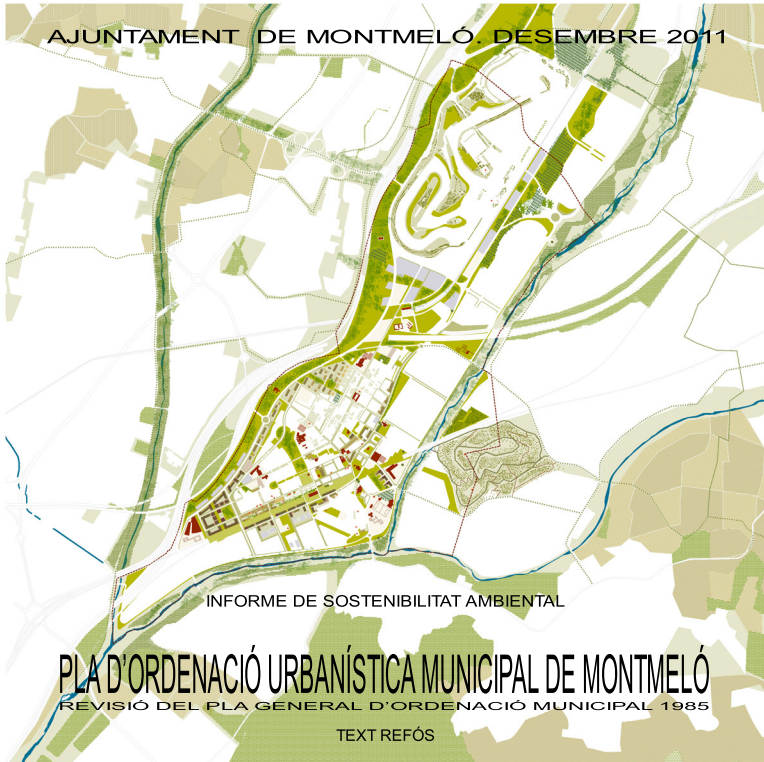 AJUNTAMENT DE MONTMELÓ. DESEMBRE 2011
INFORME DE SOSTENIBILITAT AMBIENTAL
PLA D'ORDENACIÓ URBANÍSTICA MUNICIPAL DE MONTMELÓ
REVISIÓ DEL PLA GENERAL D'ORDENACIÓ MUNICIPAL 1985
TEXT REFÓS